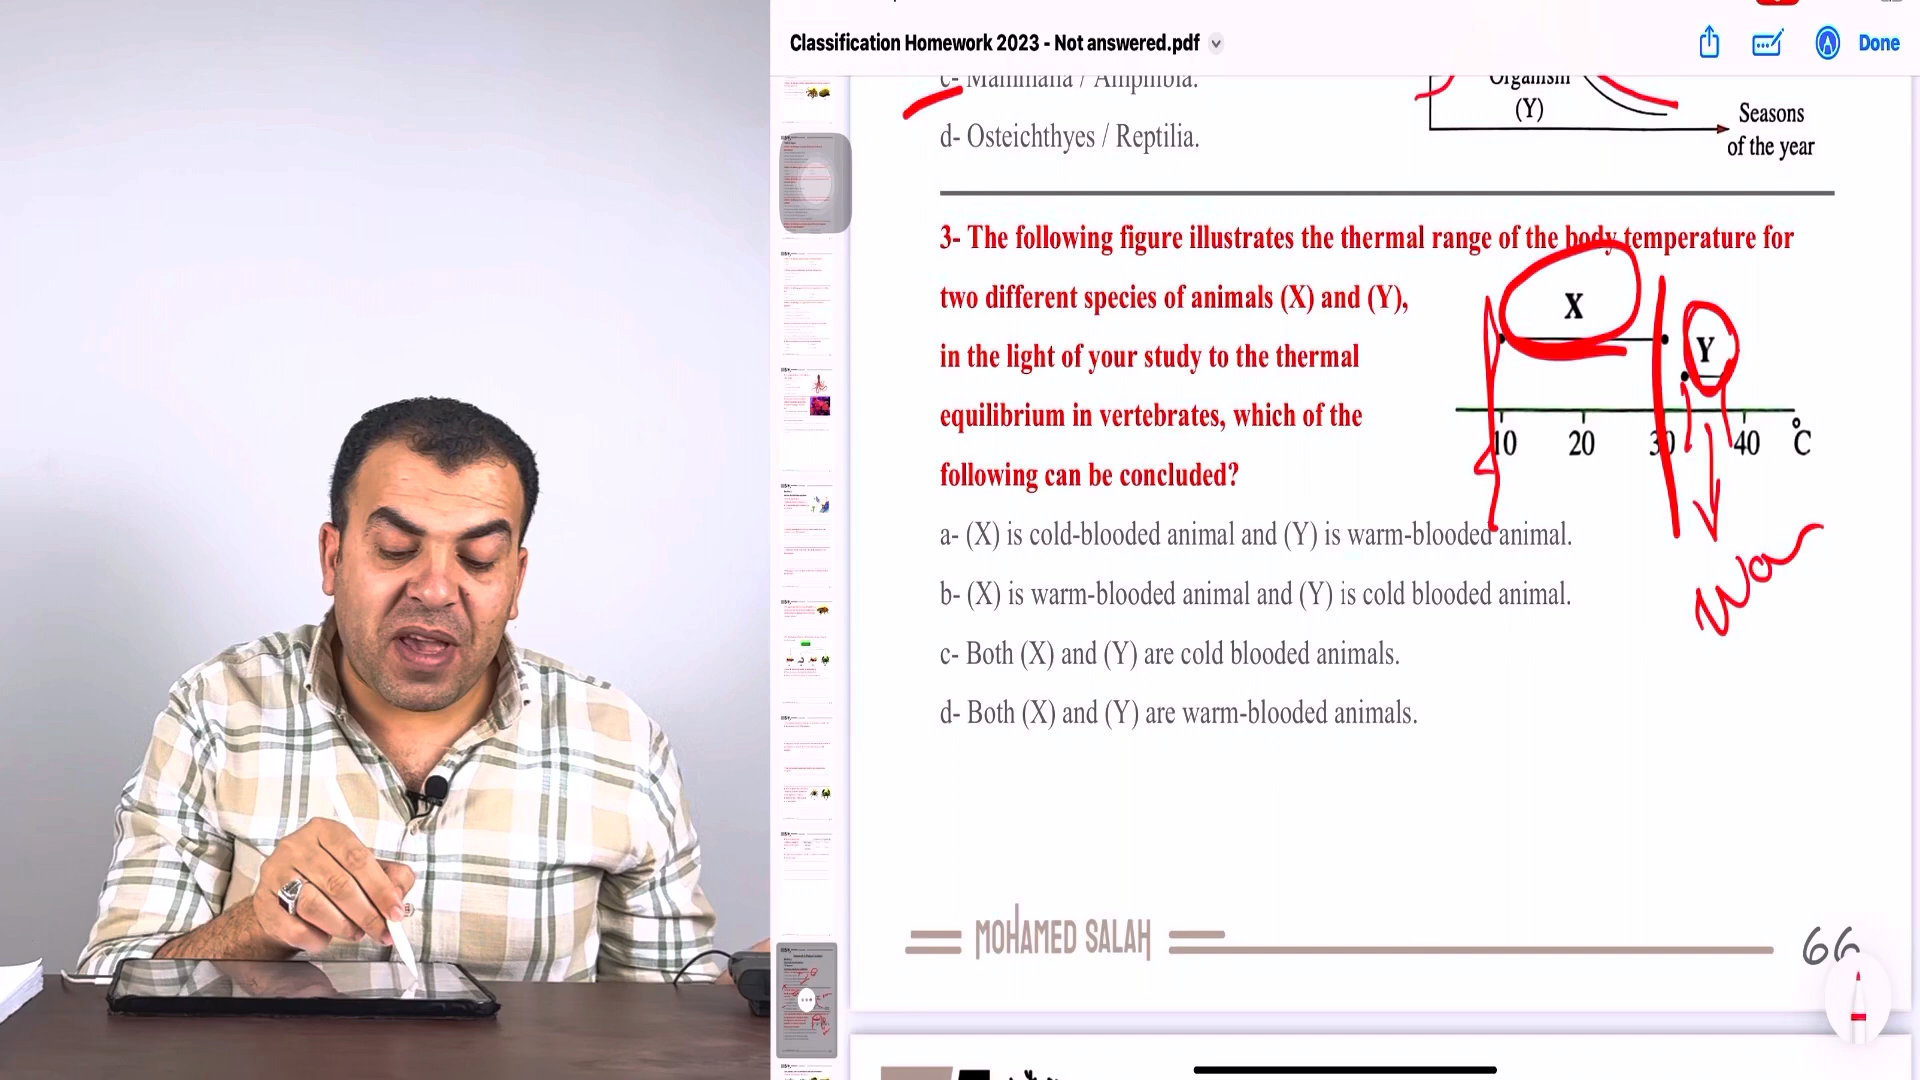 Classification Homework 2023 - Not answered.pdf
Done
c- Mammalia / Amphibia.
d- Osteichthyes / Reptilia.
Organism
(Y)
Seasons
of the year
3- The following figure illustrates the thermal range of the body temperature for
two different species of animals (X) and (Y),
in the light of your study to the thermal
equilibrium in vertebrates, which of the
following can be concluded?
X
Y
10 20 30 40 °C
a- (X) is cold-blooded animal and (Y) is warm-blooded animal.
b- (X) is warm-blooded animal and (Y) is cold blooded animal.
c- Both (X) and (Y) are cold blooded animals.
d- Both (X) and (Y) are warm-blooded animals.
MOHAMED SALAH
66